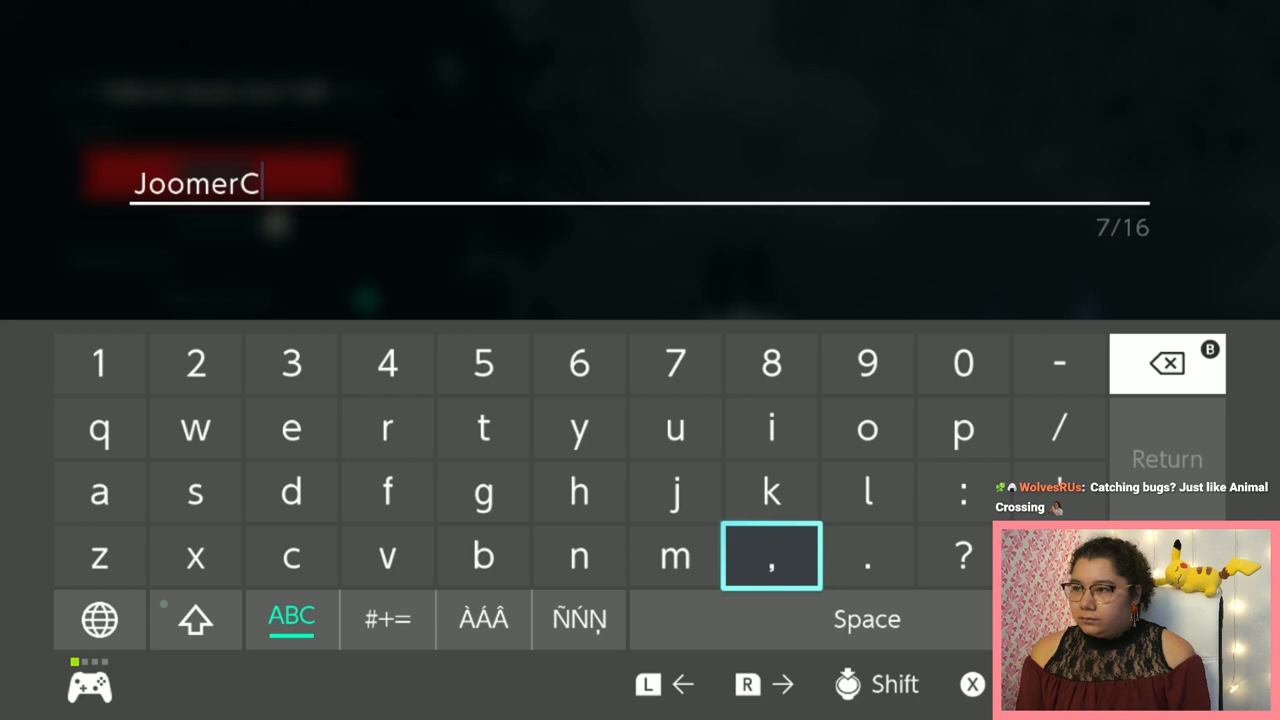 JoomerC
7/16
1 2 3 4 5 6 7 8 9 0 -
B
q w e r t y u i o p /
Return
a s d f g h j k l :
WolvesRUs: Catching bugs? Just like Animal
Crossing
z x c v b n m , . ?
ABC #+= ÀÁÂ ÑŃŅ Space
L ← R → Shift X